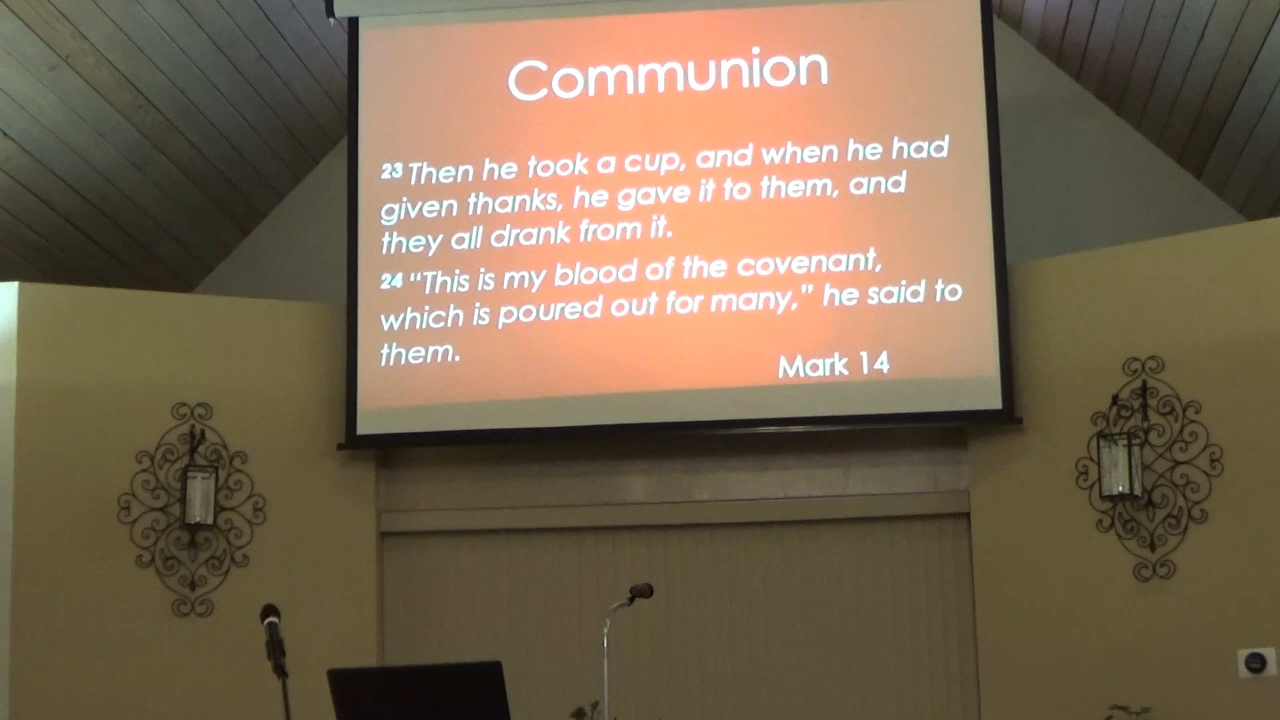 Communion
23 Then he took a cup, and when he had
given thanks, he gave it to them, and
they all drank from it.
24 “This is my blood of the covenant,
which is poured out for many,” he said to
them.
Mark 14